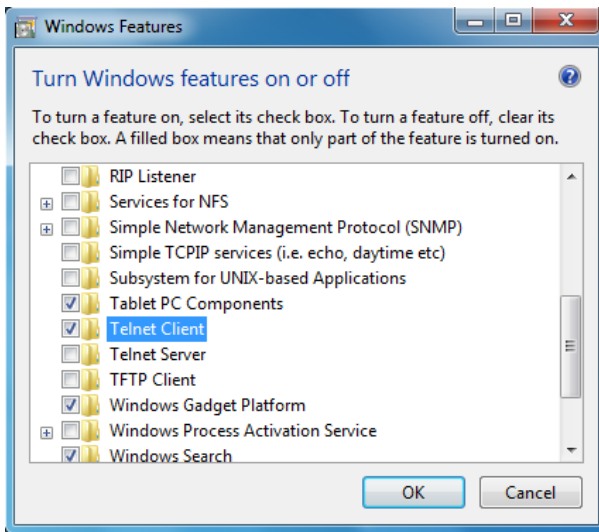 Windows Features
Turn Windows features on or off
To turn a feature on, select its check box. To turn a feature off, clear its
check box. A filled box means that only part of the feature is turned on.
RIP Listener
Services for NFS
Simple Network Management Protocol (SNMP)
Simple TCPIP services (i.e. echo, daytime etc)
Subsystem for UNIX-based Applications
Tablet PC Components
Telnet Client
Telnet Server
TFTP Client
Windows Gadget Platform
Windows Process Activation Service
Windows Search
OK Cancel